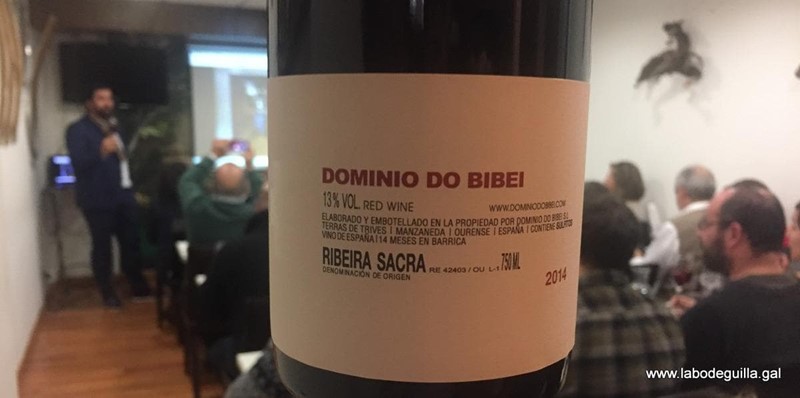 DOMINIO DO BIBEI
13% VOL. RED WINE WWW.DOMINIODOBIBEI.COM
ELABORADO Y EMBOTELLADO EN LA PROPIEDAD POR DOMINIO DO BIBEI S.L.
TERRAS DE TRIVES | MANZANEDA | OURENSE | ESPAÑA | CONTIENE SULFITOS
VINO DE ESPAÑA | 14 MESES EN BARRICA
RIBEIRA SACRA RE 42403 / OU L-1 750 ML
DENOMINACIÓN DE ORIGEN
2014
www.labodeguilla.gal